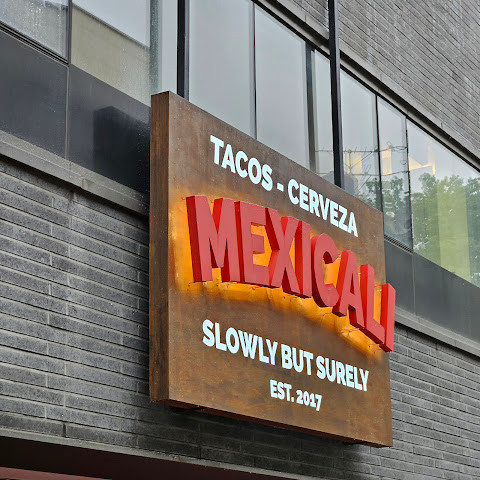 TACOS - CERVEZA
MEXICALI
SLOWLY BUT SURELY
EST. 2017